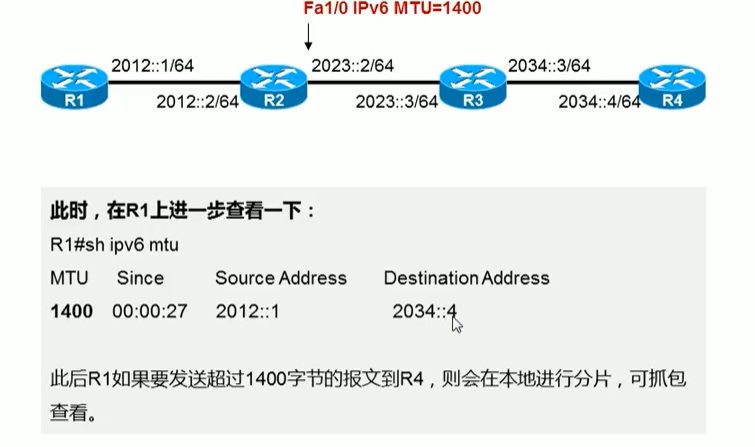 Fa1/0 IPv6 MTU=1400
2012::1/64 2023::2/64 2034::3/64
R1 R2 R3 R4
2012::2/64 2023::3/64 2034::4/64
此时，在R1上进一步查看一下：
R1#sh ipv6 mtu
MTU Since Source Address Destination Address
1400 00:00:27 2012::1 2034::4
此后R1如果要发送超过1400字节的报文到R4，则会在本地进行分片，可抓包
查看。